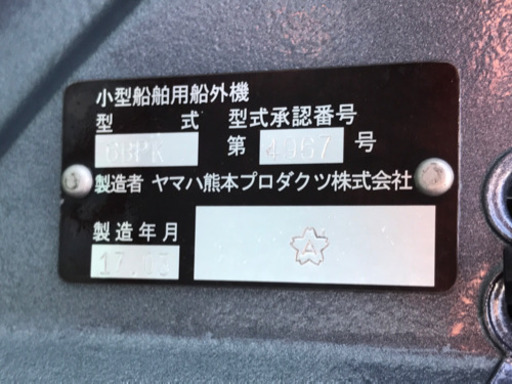 小型船舶用船外機
型 式 型式承認番号
6BPK 第 4067 号
製造者 ヤマハ熊本プロダクツ株式会社
製造年月
A